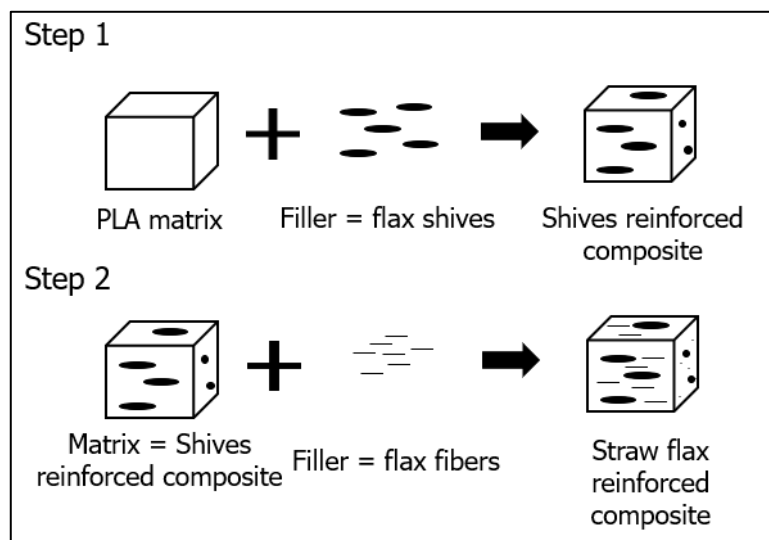 Step 1
PLA matrix
Filler = flax shives
Shives reinforced
composite
Step 2
Matrix = Shives
reinforced composite
Filler = flax fibers
Straw flax
reinforced
composite